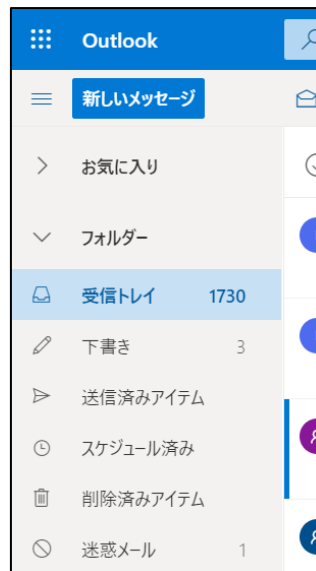 Outlook
新しいメッセージ
お気に入り
フォルダー
受信トレイ 1730
下書き 3
送信済みアイテム
スケジュール済み
削除済みアイテム
迷惑メール 1